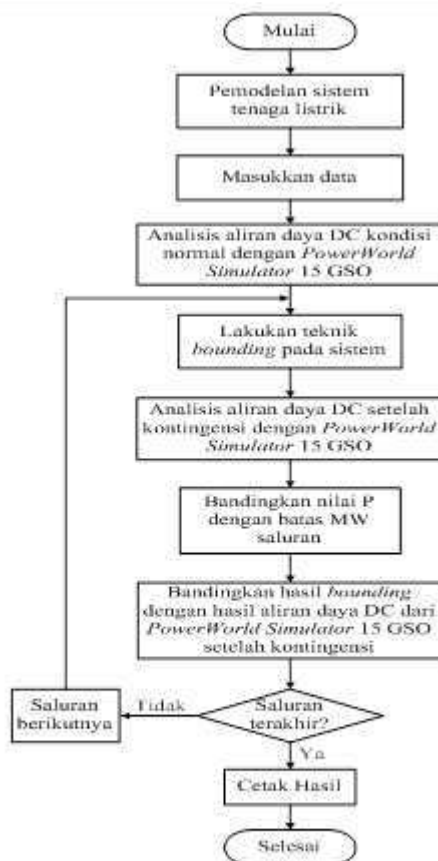 Mulai
Pemodelan sistem
tenaga listrik
Masukkan data
Analisis aliran daya DC kondisi
normal dengan PowerWorld
Simulator 15 GSO
Lakukan teknik
bounding pada sistem
Analisis aliran daya DC setelah
kontingensi dengan PowerWorld
Simulator 15 GSO
Bandingkan nilai P
dengan batas MW
saluran
Bandingkan hasil bounding
dengan hasil aliran daya DC dari
PowerWorld Simulator 15 GSO
setelah kontingensi
Saluran
terakhir?
Tidak
Saluran
berikutnya
Ya
Cetak Hasil
Selesai